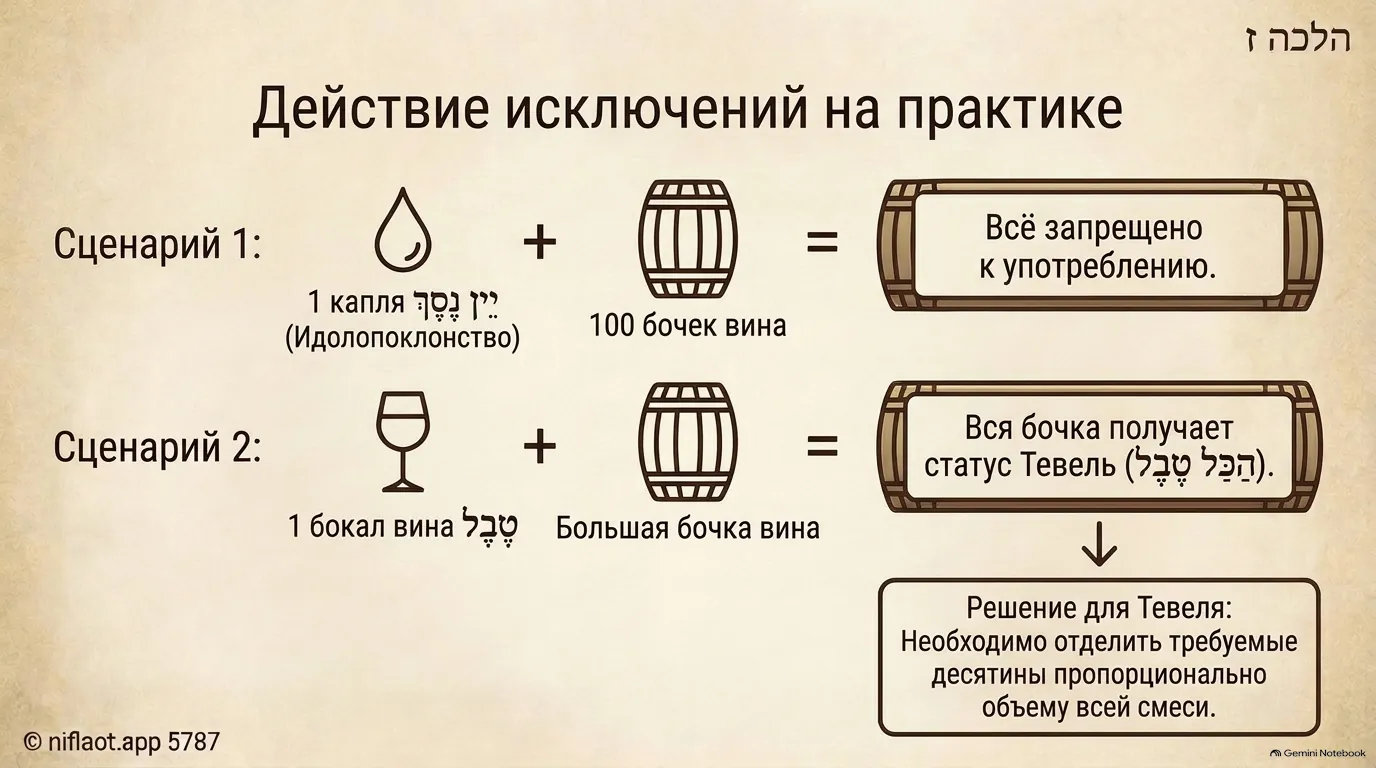 הלכה ז
Действие исключений на практике
Сценарий 1:
1 капля יֵין נֶסֶךְ
(Идолопоклонство)
+
100 бочек вина
=
Всё запрещено
к употреблению.
Сценарий 2:
1 бокал вина טֶבֶל
+
Большая бочка вина
=
Вся бочка получает
статус Тевель (הַכֹּל טֶבֶל).
Решение для Тевеля:
Необходимо отделить требуемые
десятины пропорционально
объему всей смеси.
© niflaot.app 5787
Gemini Notebook